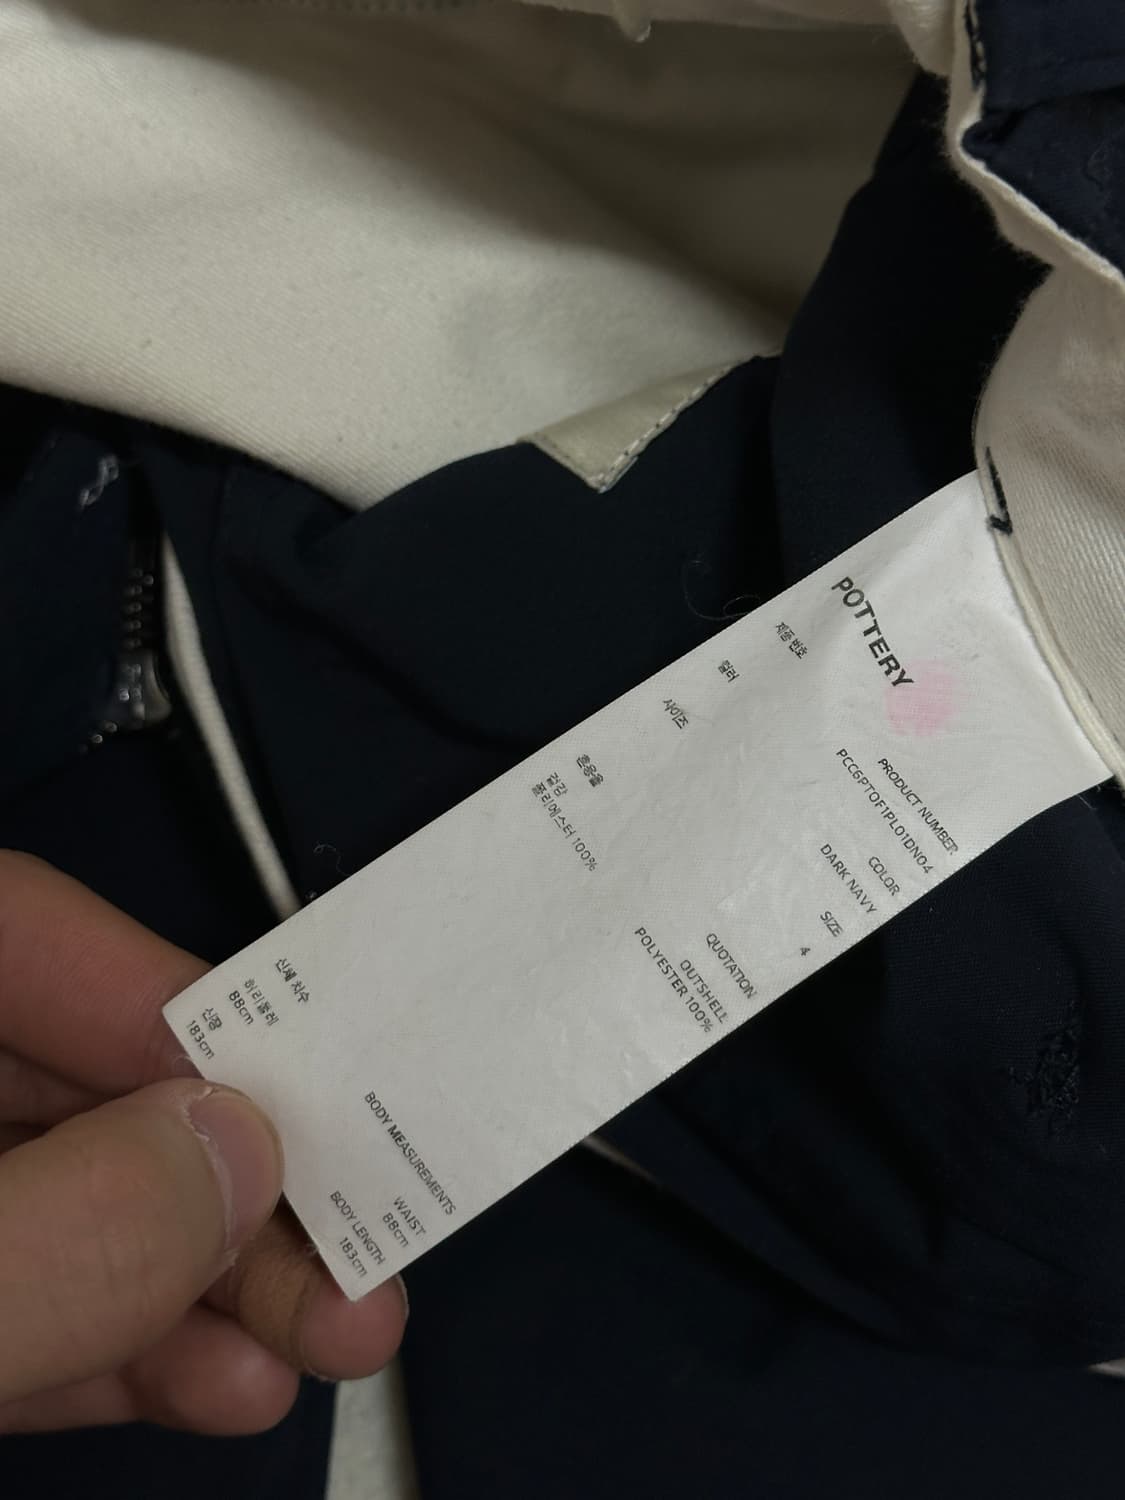 POTTERY
제품번호
PRODUCT NUMBER
PCC6PTOF1PL01DN04
컬러
COLOR
DARK NAVY
사이즈
SIZE
4
혼용율
겉감
폴리에스터 100%
QUOTATION
OUTSHELL
POLYESTER 100%
신체 치수
허리둘레
88cm
신장
183cm
BODY MEASUREMENTS
WAIST
88cm
BODY LENGTH
183cm